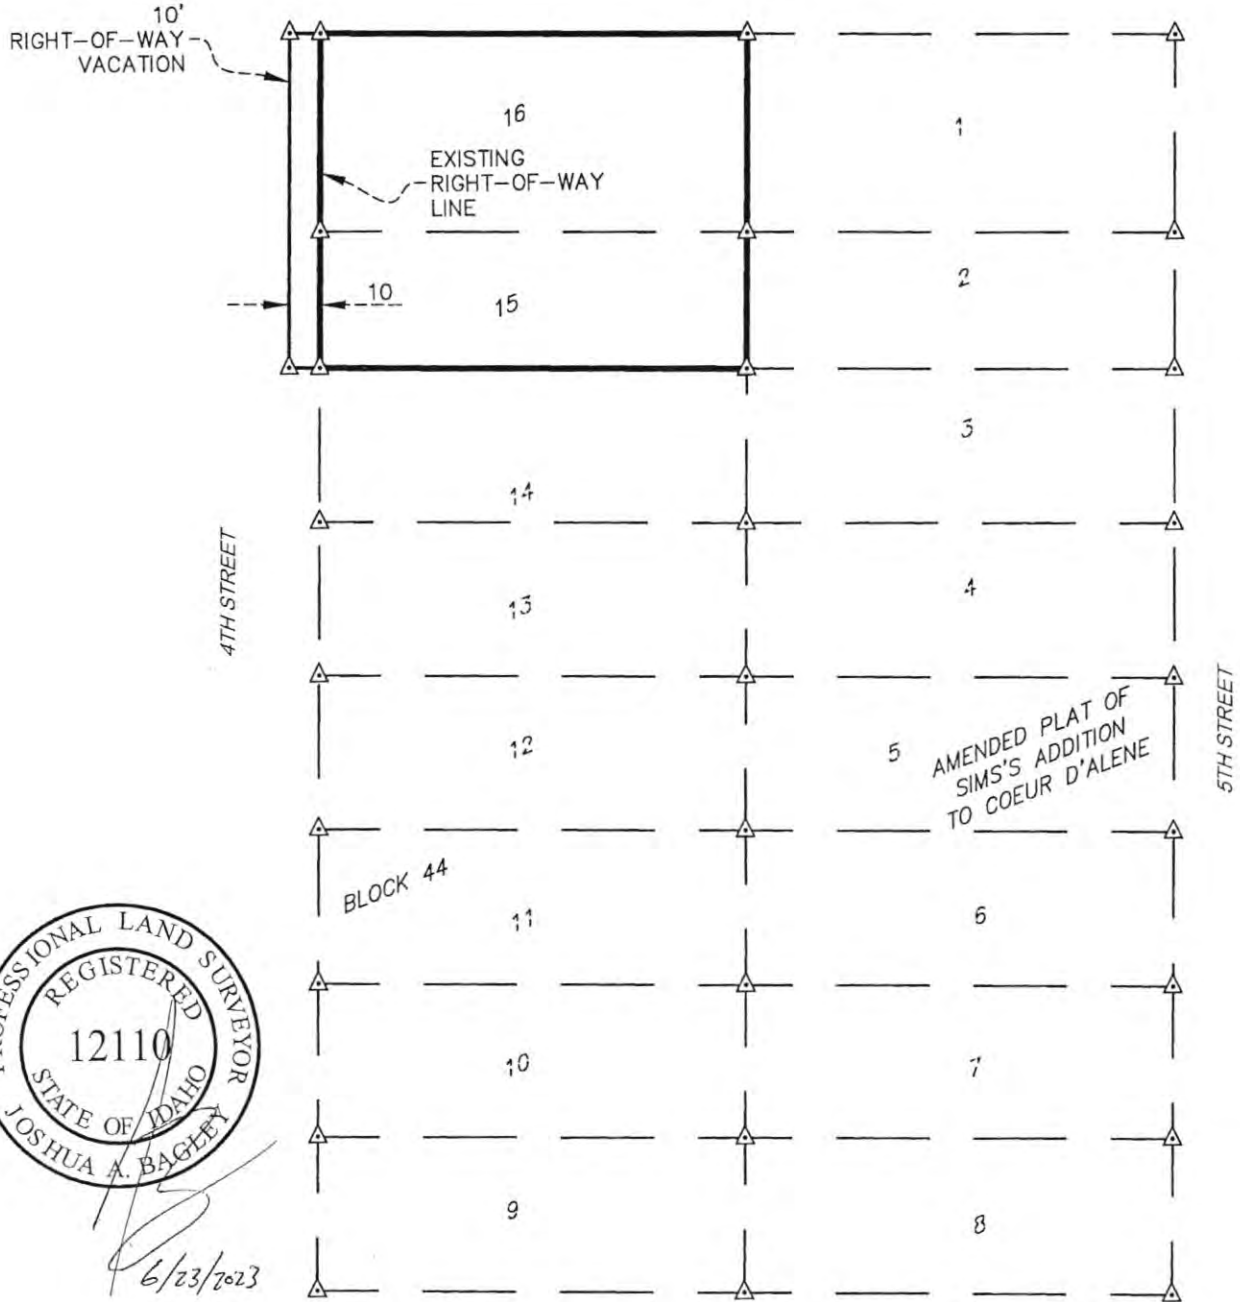 10'
RIGHT-OF-WAY
VACATION
16
1
EXISTING
RIGHT-OF-WAY
LINE
2
10
15
3
14
4TH STREET
13
4
12
5
AMENDED PLAT OF
SIMS'S ADDITION
TO COEUR D'ALENE
5TH STREET
BLOCK 44
11
6
PROFESSIONAL LAND SURVEYOR
REGISTERED
12110
STATE OF IDAHO
JOSHUA A. BAGLEY
10
7
9
8
6/23/2023